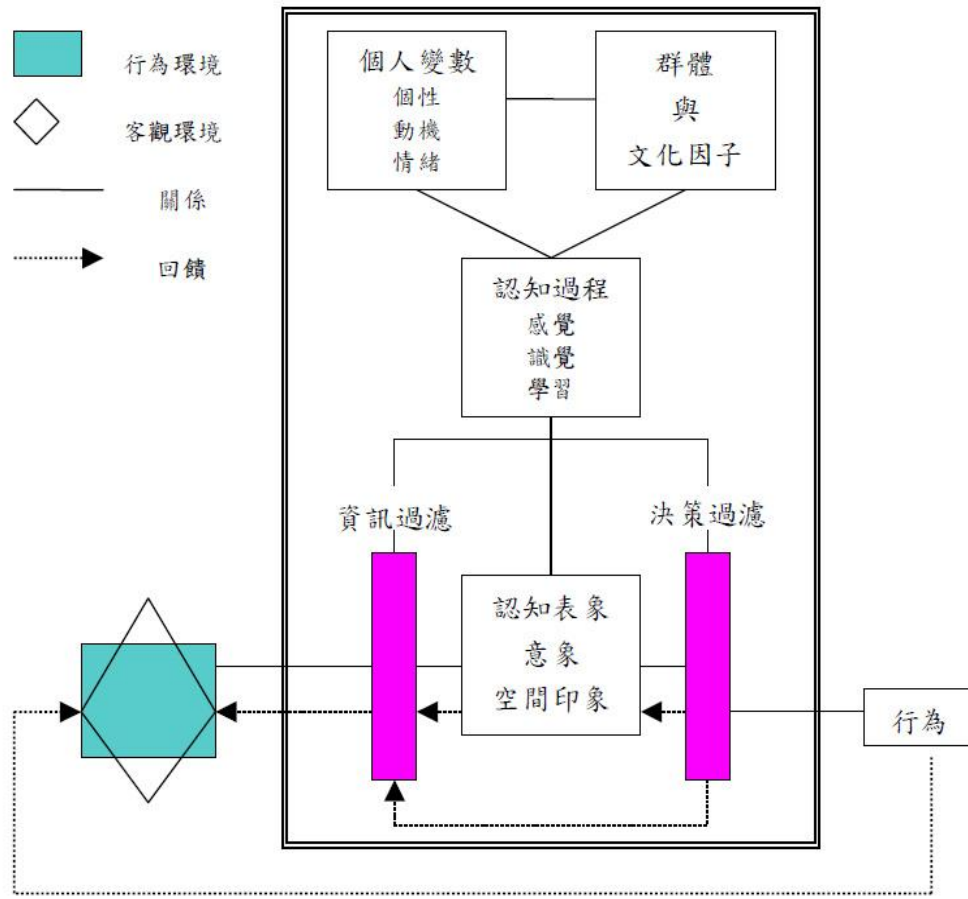 行為環境
客觀環境
關係
回饋
個人變數
個性
動機
情緒
群體
與
文化因子
認知過程
感覺
識覺
學習
資訊過濾
決策過濾
認知表象
意象
空間印象
行為